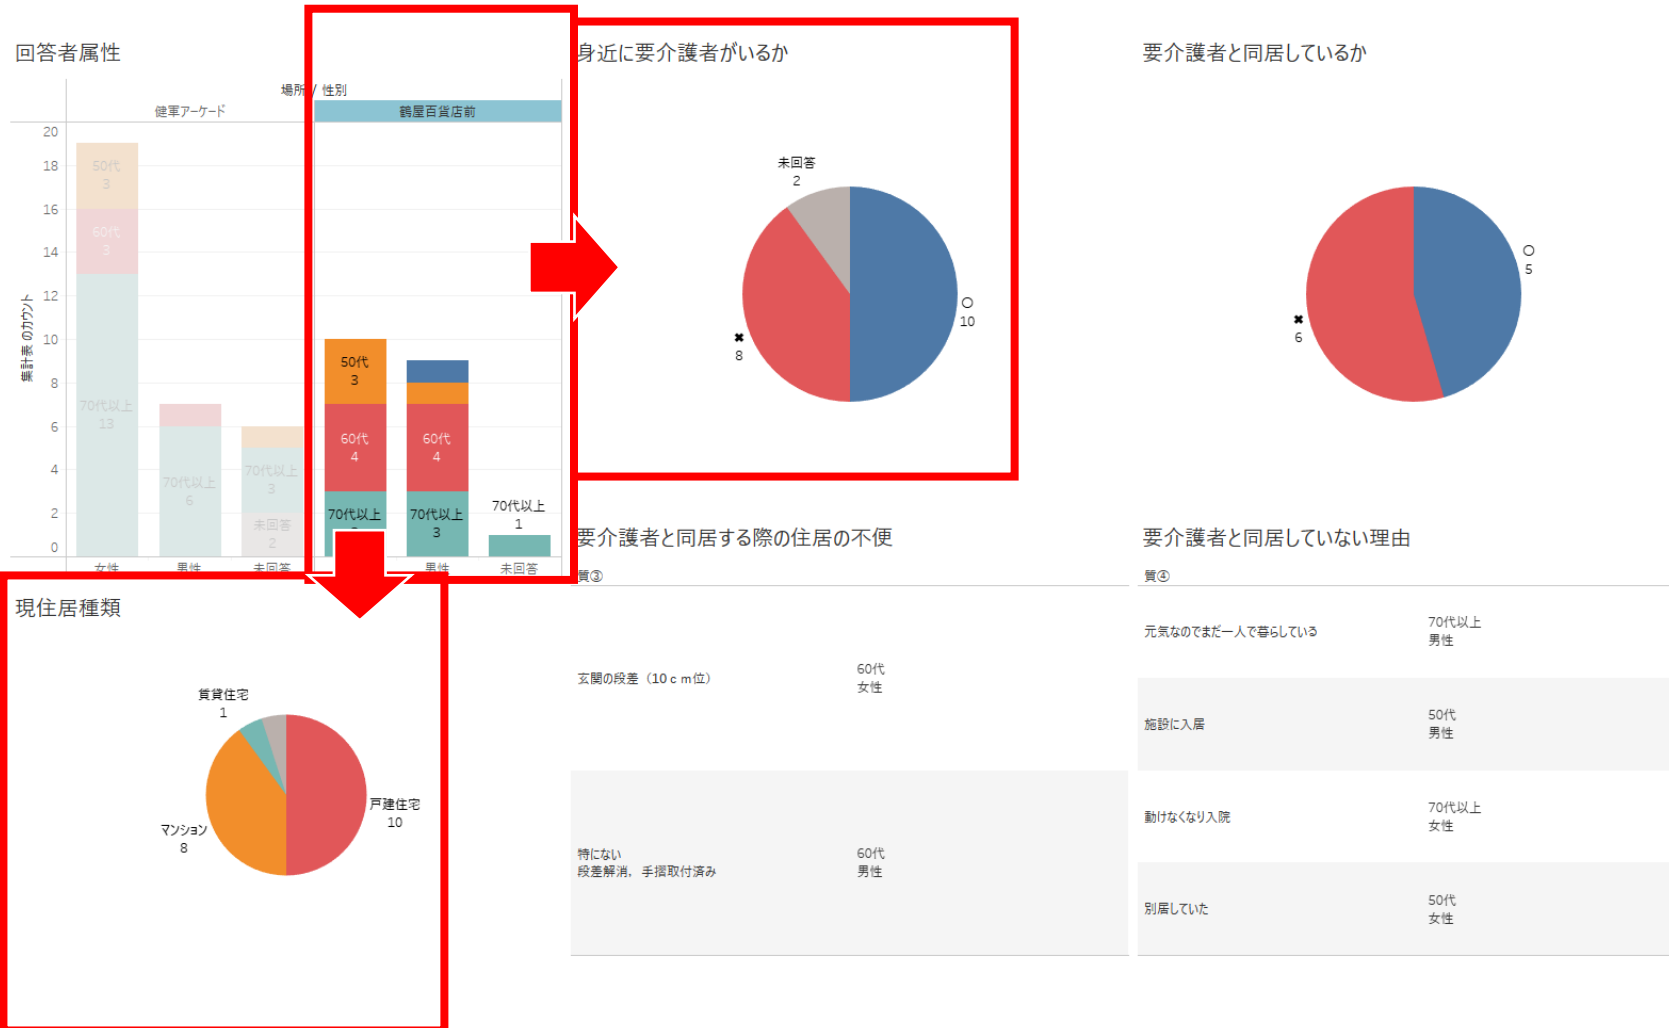 回答者属性
場所 / 性別
健軍アーケード
鶴屋百貨店前
集計表 のカウント
20
18
16
14
12
10
8
6
4
2
0
50代
3
60代
3
70代以上
13
70代以上
6
70代以上
3
未回答
2
50代
3
60代
4
70代以上
60代
4
70代以上
3
70代以上
1
女性
男性
未回答
男性
未回答
身近に要介護者がいるか
未回答
2
○
10
✖
8
要介護者と同居しているか
○
5
✖
6
現住居種類
賃貸住宅
1
戸建住宅
10
マンション
8
要介護者と同居する際の住居の不便
質③
玄関の段差（10ｃｍ位）
60代
女性
特にない
段差解消，手摺取付済み
60代
男性
要介護者と同居していない理由
質④
元気なのでまだ一人で暮らしている
70代以上
男性
施設に入居
50代
男性
動けなくなり入院
70代以上
女性
別居していた
50代
女性